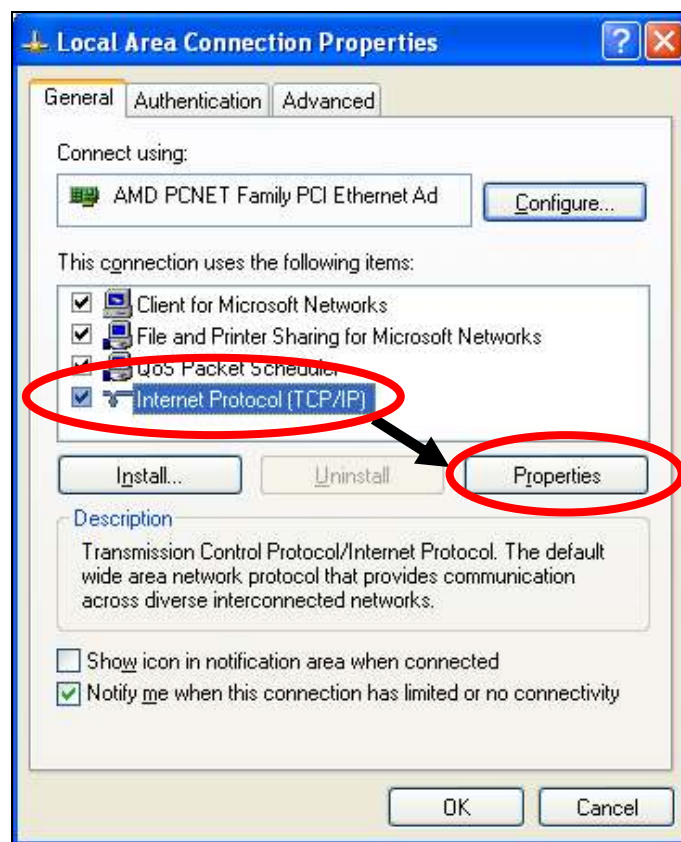 Local Area Connection Properties
General Authentication Advanced
Connect using:
AMD PCNET Family PCI Ethernet Ad
Configure...
This connection uses the following items:
Client for Microsoft Networks
File and Printer Sharing for Microsoft Networks
QoS Packet Scheduler
Internet Protocol (TCP/IP)
Install... Uninstall Properties
Description
Transmission Control Protocol/Internet Protocol. The default
wide area network protocol that provides communication
across diverse interconnected networks.
Show icon in notification area when connected
Notify me when this connection has limited or no connectivity
OK Cancel